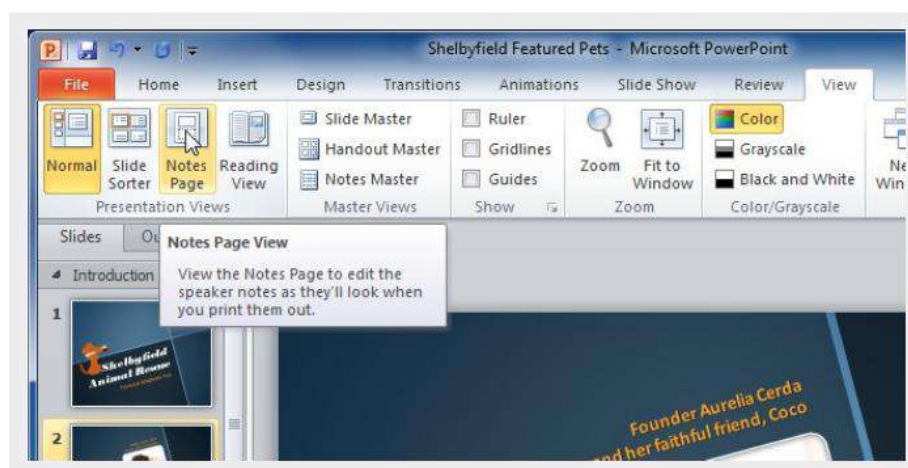 Shelbyfield Featured Pets - Microsoft PowerPoint
File Home Insert Design Transitions Animations Slide Show Review View
Normal
Slide Sorter
Notes Page
Reading View
Presentation Views
Slide Master
Handout Master
Notes Master
Master Views
Ruler
Gridlines
Guides
Show
Zoom
Fit to Window
Zoom
Color
Grayscale
Black and White
Color/Grayscale
Ne
Win
Slides Ou
Notes Page View
View the Notes Page to edit the
speaker notes as they'll look when
you print them out.
Introduction
1
Shelbyfield
Animal Rescue
2
Founder Aurelia Cerda
nd her faithful friend, Coco